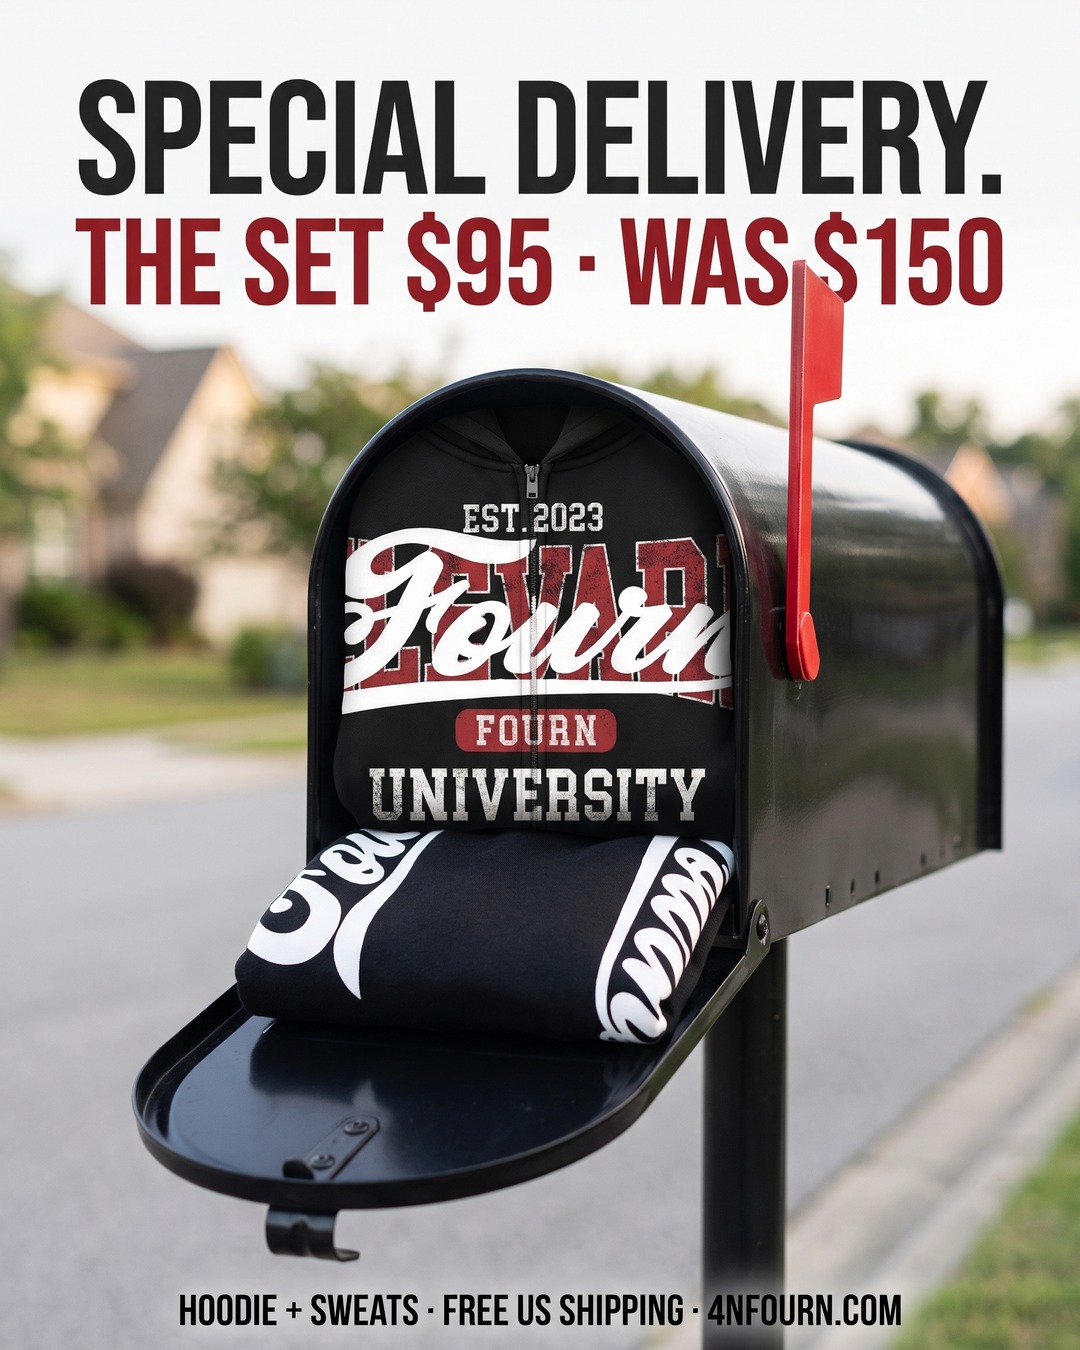 SPECIAL DELIVERY.
THE SET $95 · WAS $150
EST. 2023
Fourn
FOURN
UNIVERSITY
HOODIE + SWEATS · FREE US SHIPPING · 4NFOURN.COM